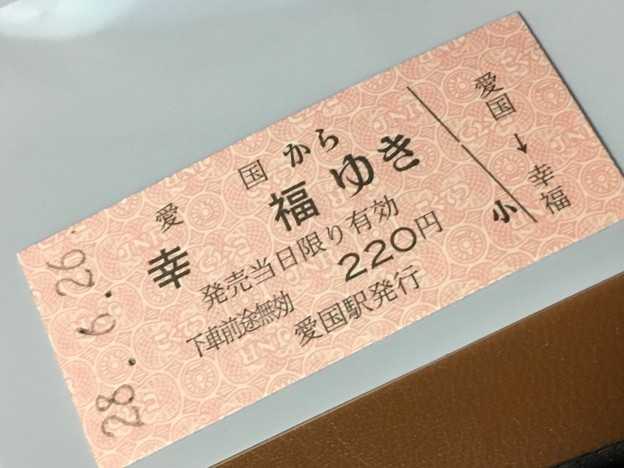 28.6.26.
愛国から
幸福ゆき
発売当日限り有効
下車前途無効 220円
愛国駅発行
小
愛国
↓
幸福